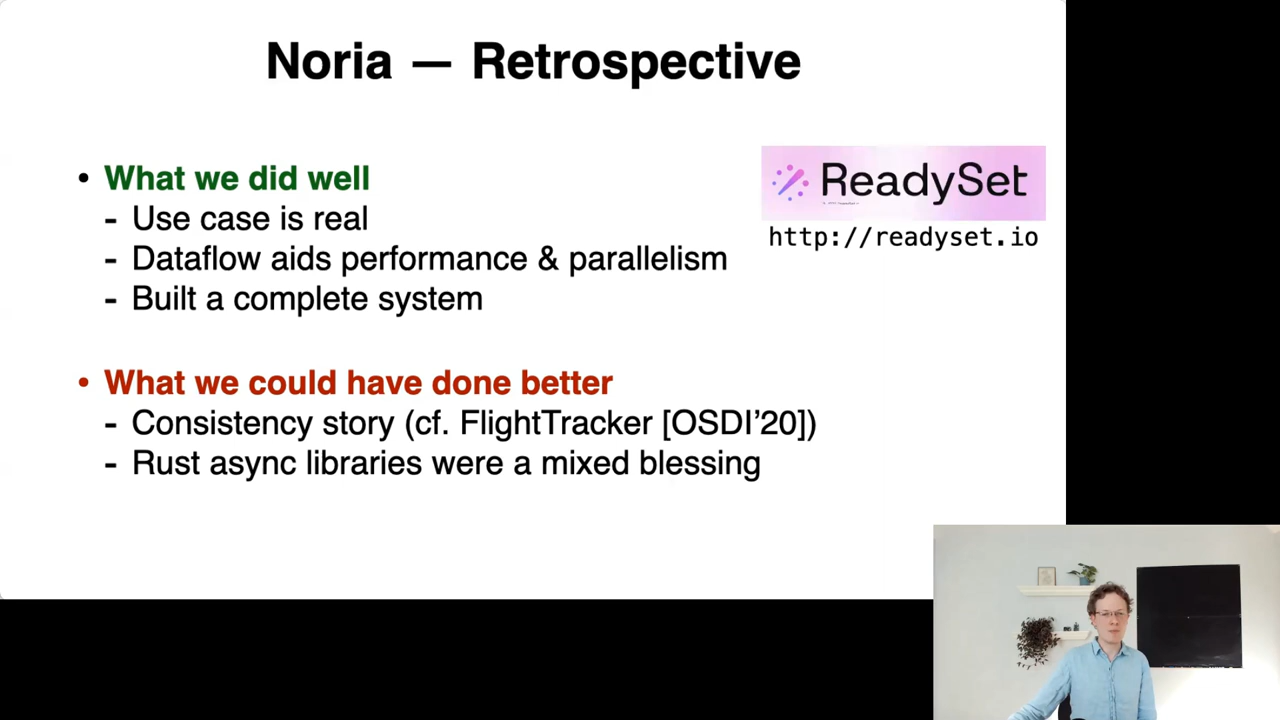 Noria — Retrospective
• What we did well
- Use case is real
- Dataflow aids performance & parallelism
- Built a complete system
ReadySet
http://readyset.io
• What we could have done better
- Consistency story (cf. FlightTracker [OSDI’20])
- Rust async libraries were a mixed blessing